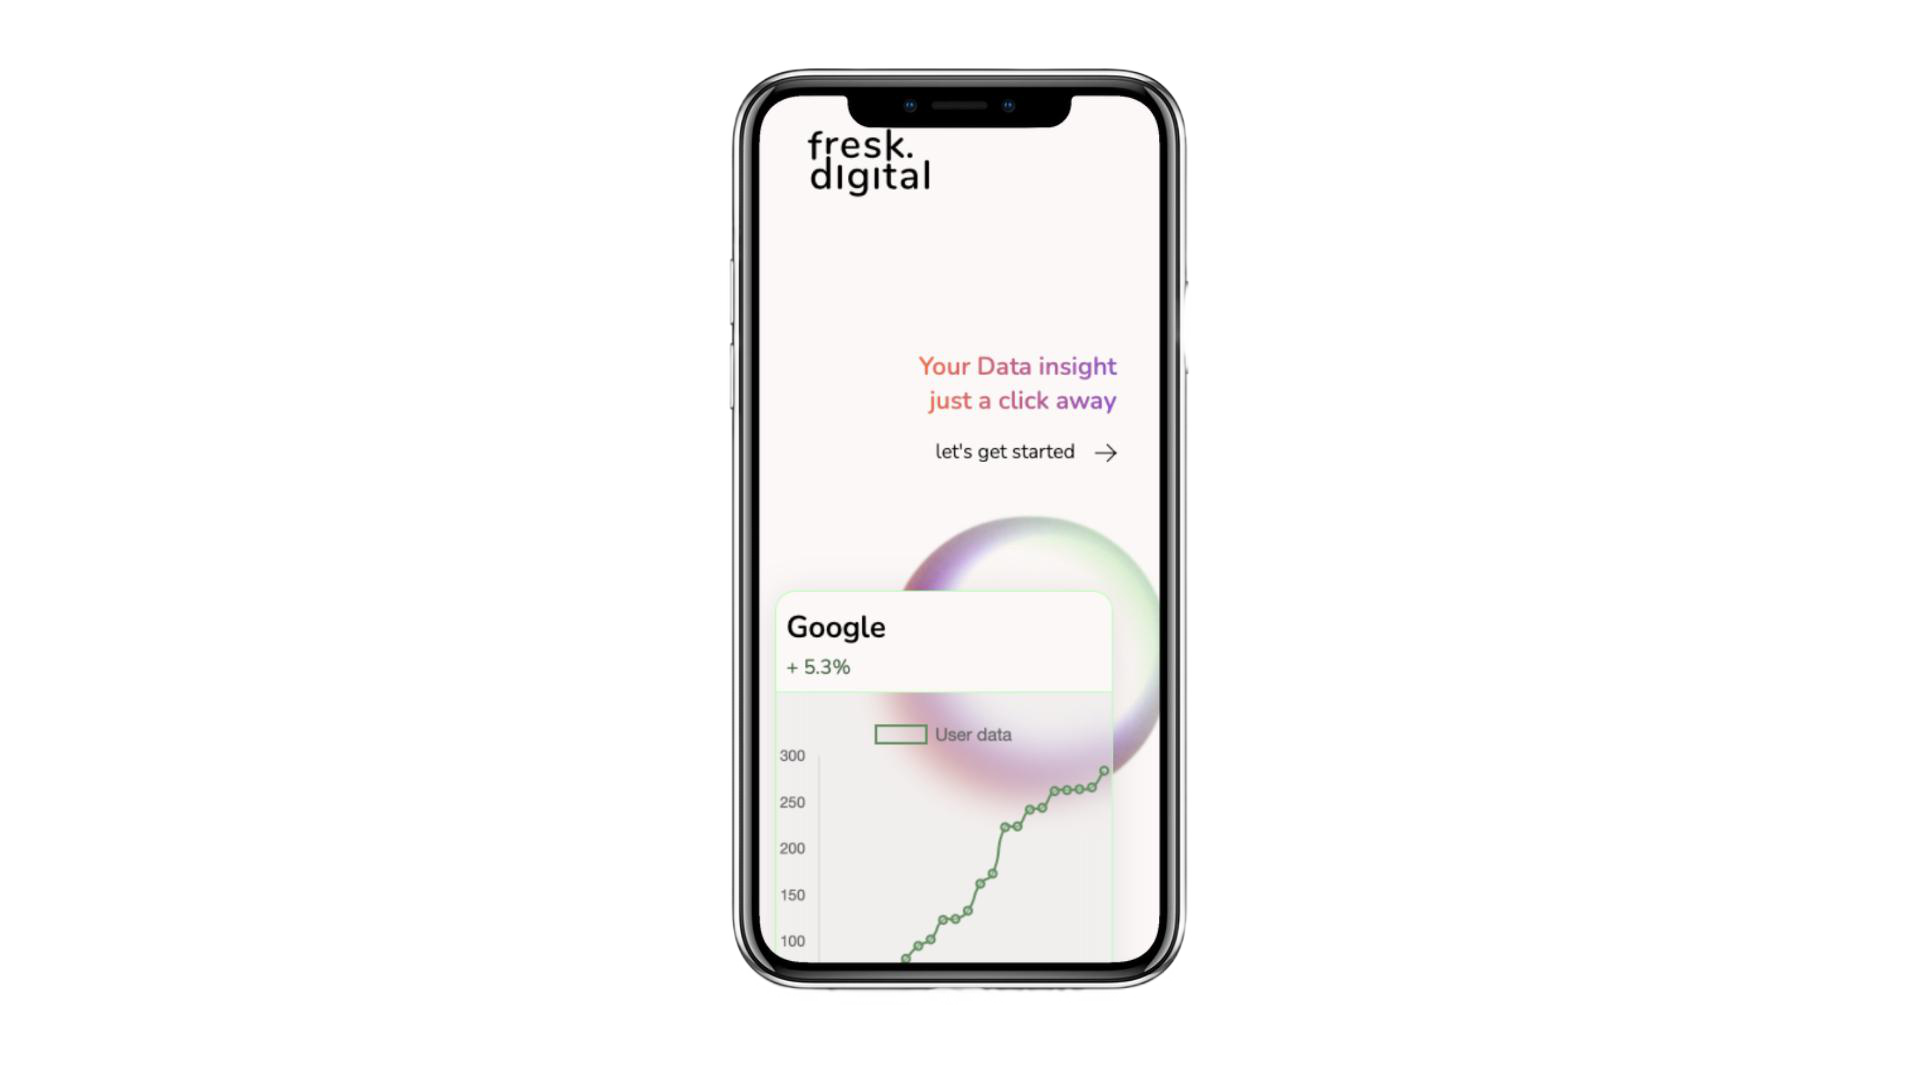 fresk.
dıgıtal
Your Data insight
just a click away
let's get started
Google
+ 5.3%
User data
300
250
200
150
100